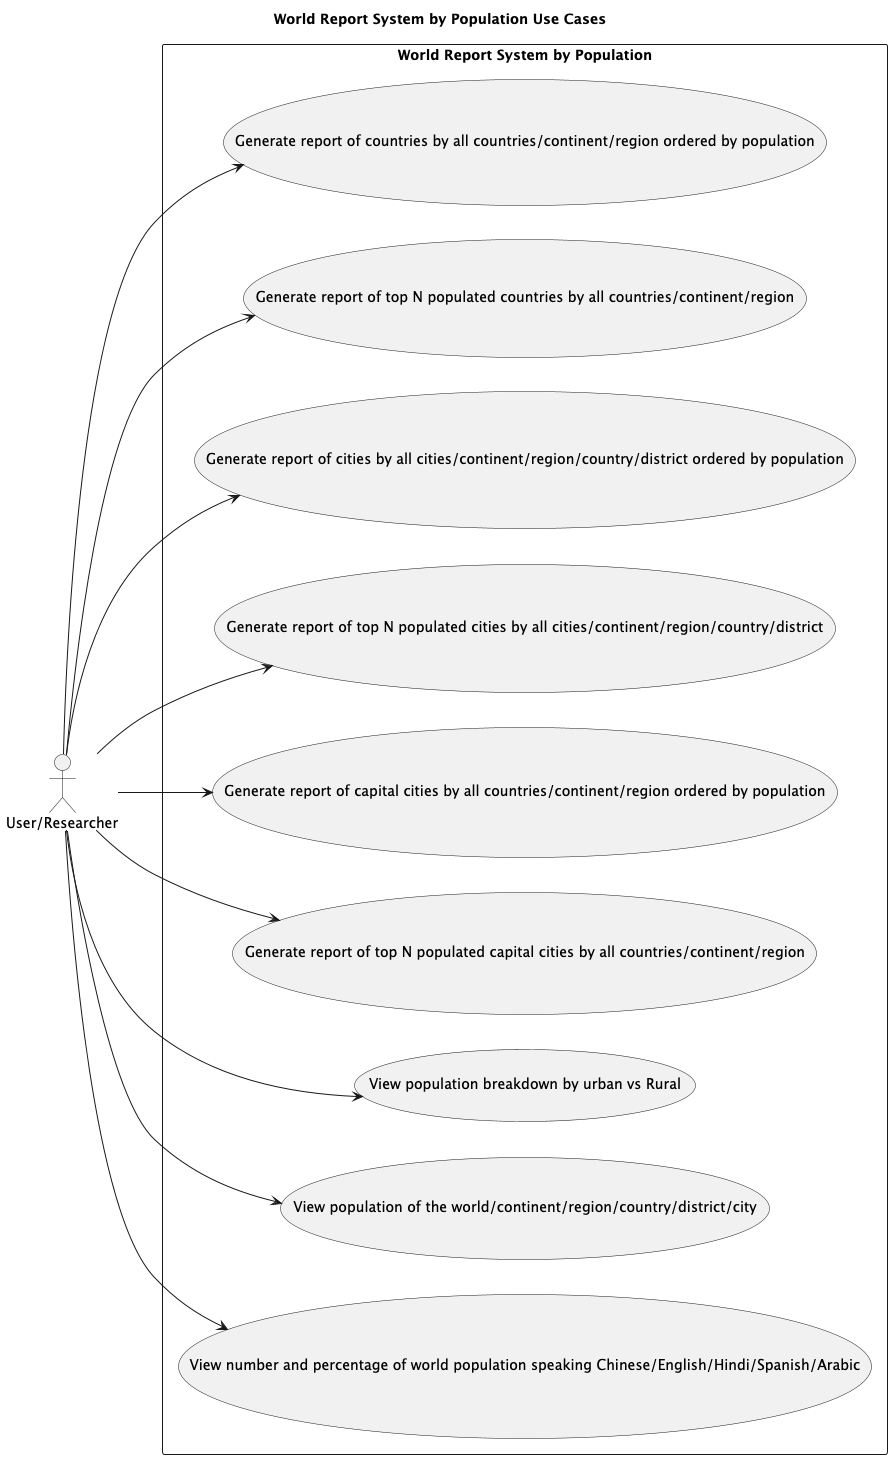 World Report System by Population Use Cases
World Report System by Population
Generate report of countries by all countries/continent/region ordered by population
Generate report of top N populated countries by all countries/continent/region
Generate report of cities by all cities/continent/region/country/district ordered by population
Generate report of top N populated cities by all cities/continent/region/country/district
Generate report of capital cities by all countries/continent/region ordered by population
User/Researcher
Generate report of top N populated capital cities by all countries/continent/region
View population breakdown by urban vs Rural
View population of the world/continent/region/country/district/city
View number and percentage of world population speaking Chinese/English/Hindi/Spanish/Arabic